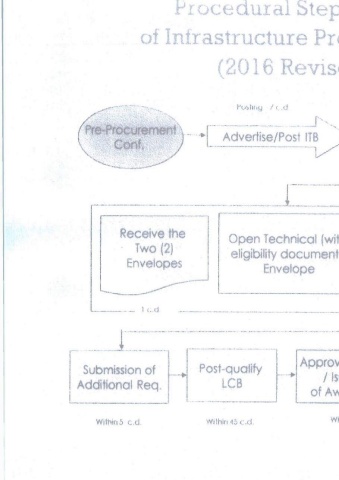 Procedural Step
of Infrastructure Pr
(2016 Revis
Posting 7 c.d
Pre-Procurement
Conf.
Advertise/Post ITB
Receive the
Two (2)
Envelopes
Open Technical (wit
eligibility document
Envelope
1 c.d
Submission of
Additional Req.
Post-qualify
LCB
Approv
/ Is
of Aw
Within 5 c.d.
Within 45 c.d.
Wi